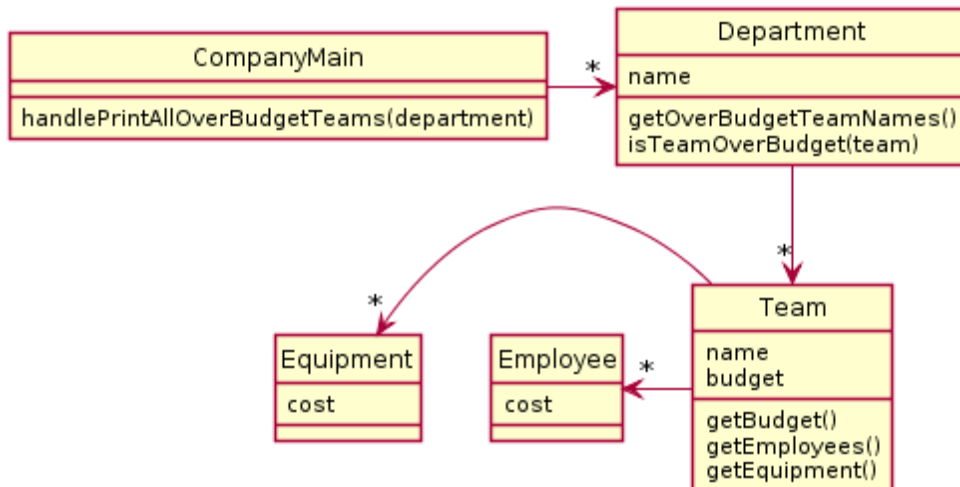 CompanyMain
handlePrintAllOverBudgetTeams(department)
*
Department
name
getOverBudgetTeamNames()
isTeamOverBudget(team)
*
*
Equipment
cost
Employee
cost
*
Team
name
budget
getBudget()
getEmployees()
getEquipment()